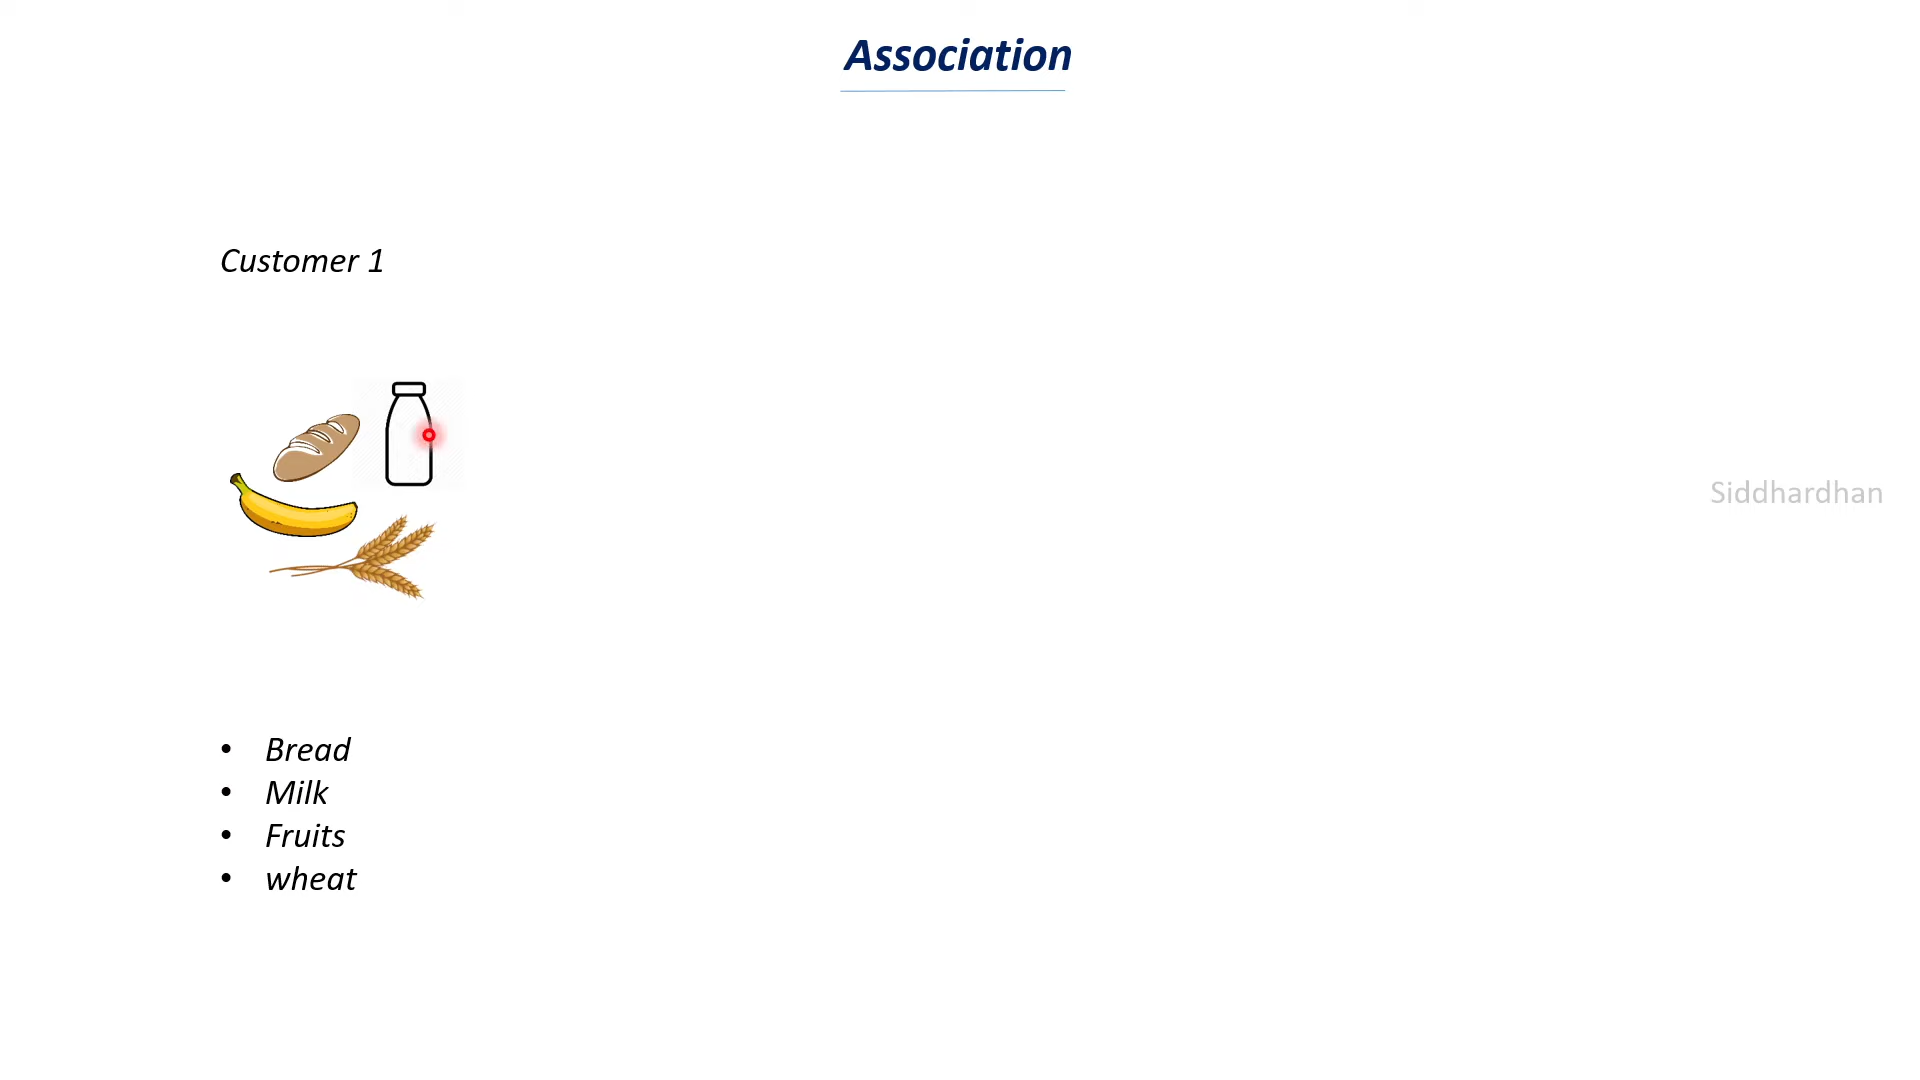 Association
Customer 1
Siddhardhan
• Bread
• Milk
• Fruits
• wheat